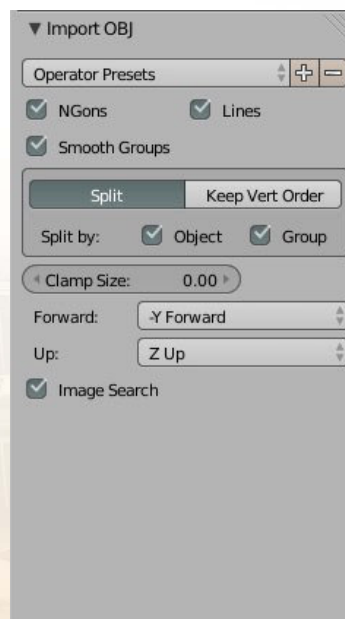 Import OBJ
Operator Presets
NGons Lines
Smooth Groups
Split Keep Vert Order
Split by: Object Group
Clamp Size: 0.00
Forward: -Y Forward
Up: Z Up
Image Search